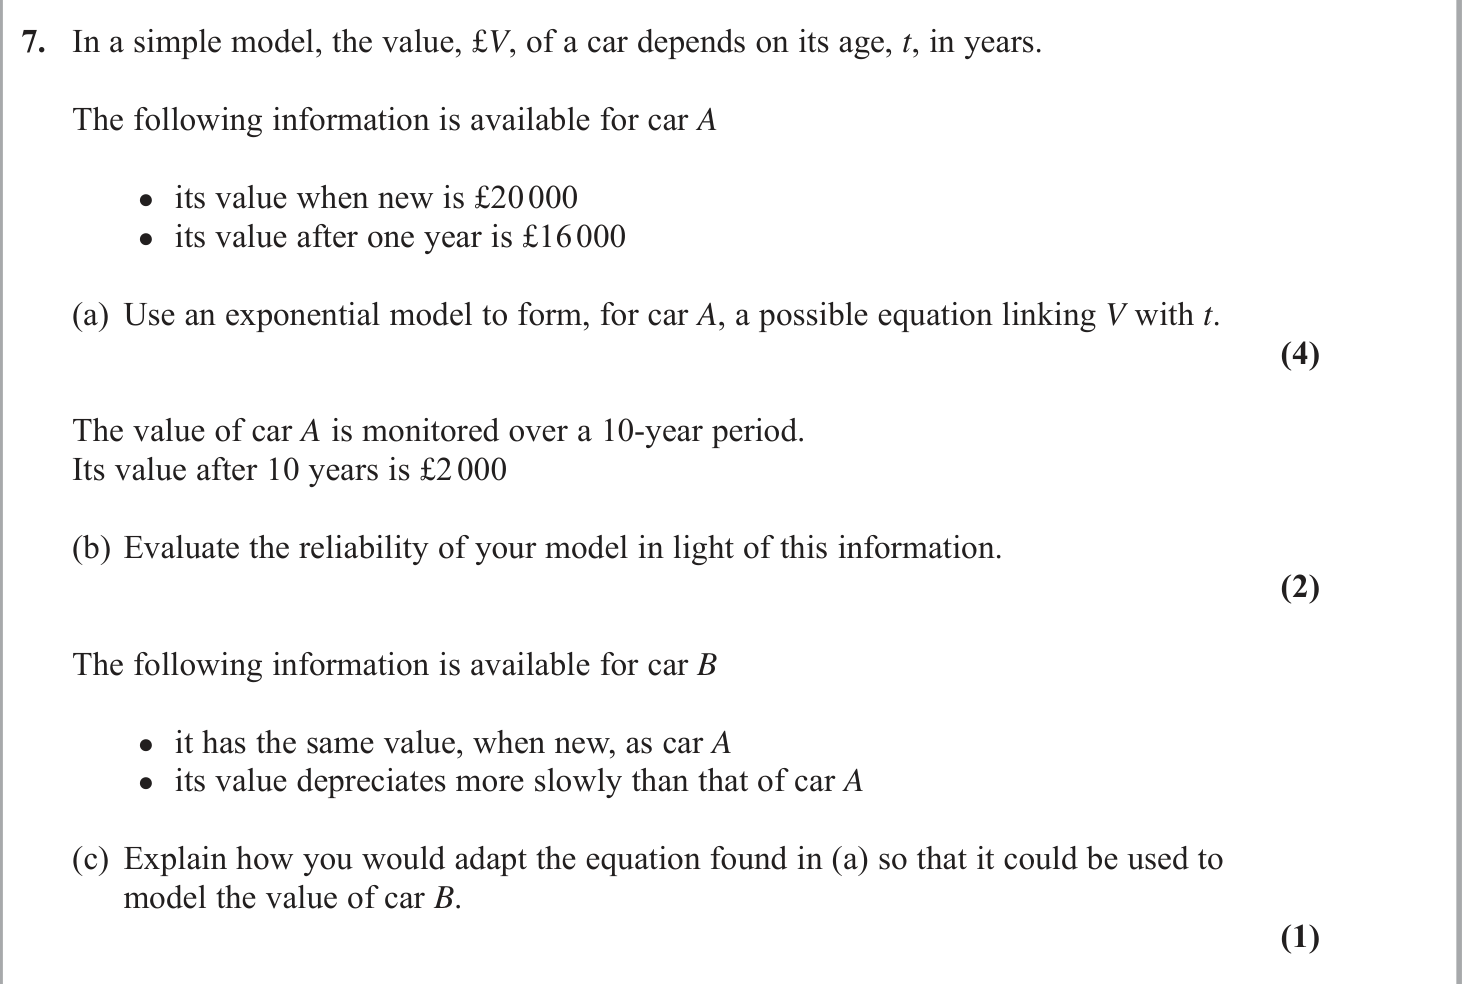 7. In a simple model, the value, £V, of a car depends on its age, t, in years.
The following information is available for car A
• its value when new is £20 000
• its value after one year is £16 000
(a) Use an exponential model to form, for car A, a possible equation linking V with t.
(4)
The value of car A is monitored over a 10-year period.
Its value after 10 years is £2 000
(b) Evaluate the reliability of your model in light of this information.
(2)
The following information is available for car B
• it has the same value, when new, as car A
• its value depreciates more slowly than that of car A
(c) Explain how you would adapt the equation found in (a) so that it could be used to
model the value of car B.
(1)